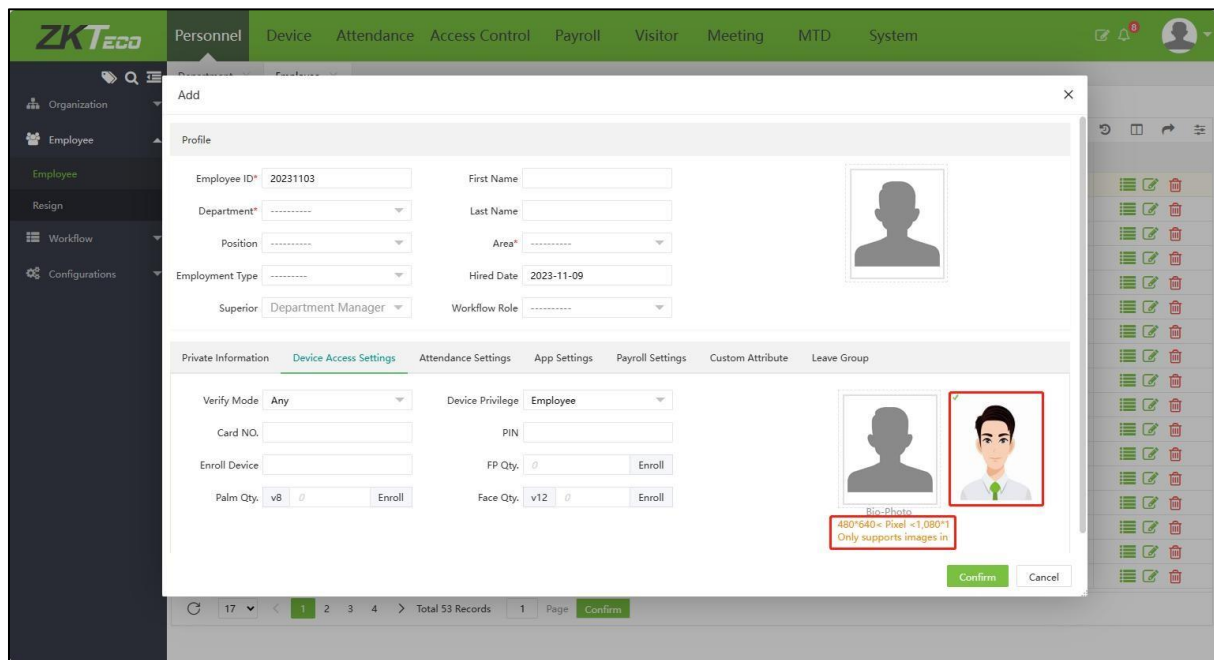 ZKTeco Personnel Device Attendance Access Control Payroll Visitor Meeting MTD System 8
Department Employee
Organization
Employee
Employee
Resign
Workflow
Configurations
Add
Profile
Employee ID* 20231103 First Name
Department* ---------- Last Name
Position ---------- Area* ----------
Employment Type --------- Hired Date 2023-11-09
Superior Department Manager Workflow Role ----------
Private Information Device Access Settings Attendance Settings App Settings Payroll Settings Custom Attribute Leave Group
Verify Mode Any Device Privilege Employee
Card NO. PIN
Enroll Device FP Qty. 0 Enroll
Palm Qty. v8 0 Enroll Face Qty. v12 0 Enroll
Bio-Photo
480*640< Pixel <1,080*1
Only supports images in
Confirm Cancel
17 < 1 2 3 4 > Total 53 Records 1 Page Confirm